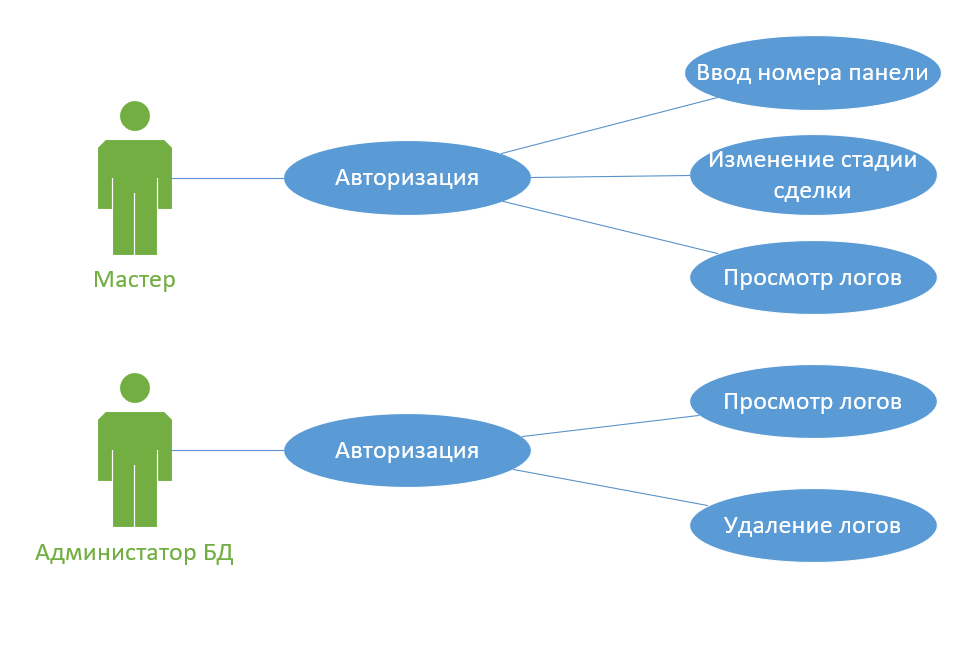 Ввод номера панели
Изменение стадии
сделки
Авторизация
Просмотр логов
Мастер
Просмотр логов
Авторизация
Удаление логов
Администатор БД